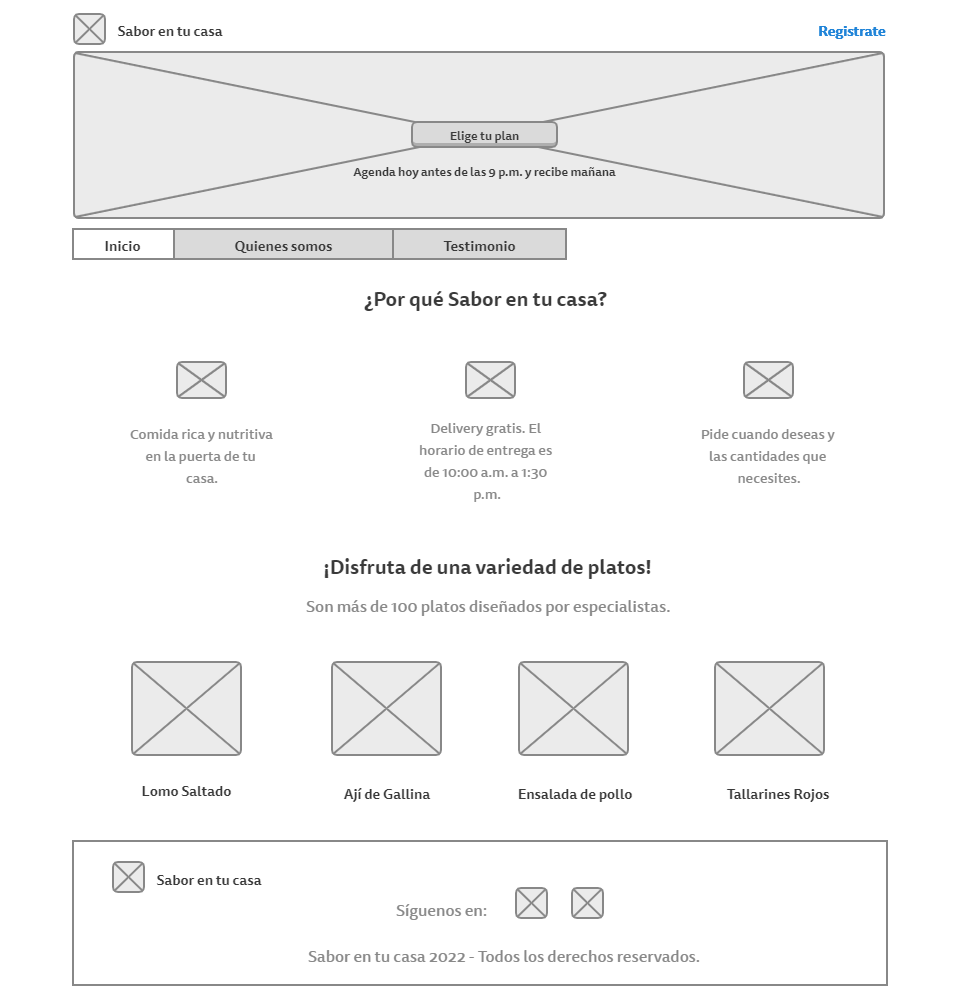 Sabor en tu casa
Registrate
Elige tu plan
Agenda hoy antes de las 9 p.m. y recibe mañana
Inicio
Quienes somos
Testimonio
¿Por qué Sabor en tu casa?
Comida rica y nutritiva
en la puerta de tu
casa.
Delivery gratis. El
horario de entrega es
de 10:00 a.m. a 1:30
p.m.
Pide cuando deseas y
las cantidades que
necesites.
¡Disfruta de una variedad de platos!
Son más de 100 platos diseñados por especialistas.
Lomo Saltado
Ají de Gallina
Ensalada de pollo
Tallarines Rojos
Sabor en tu casa
Síguenos en:
Sabor en tu casa 2022 - Todos los derechos reservados.